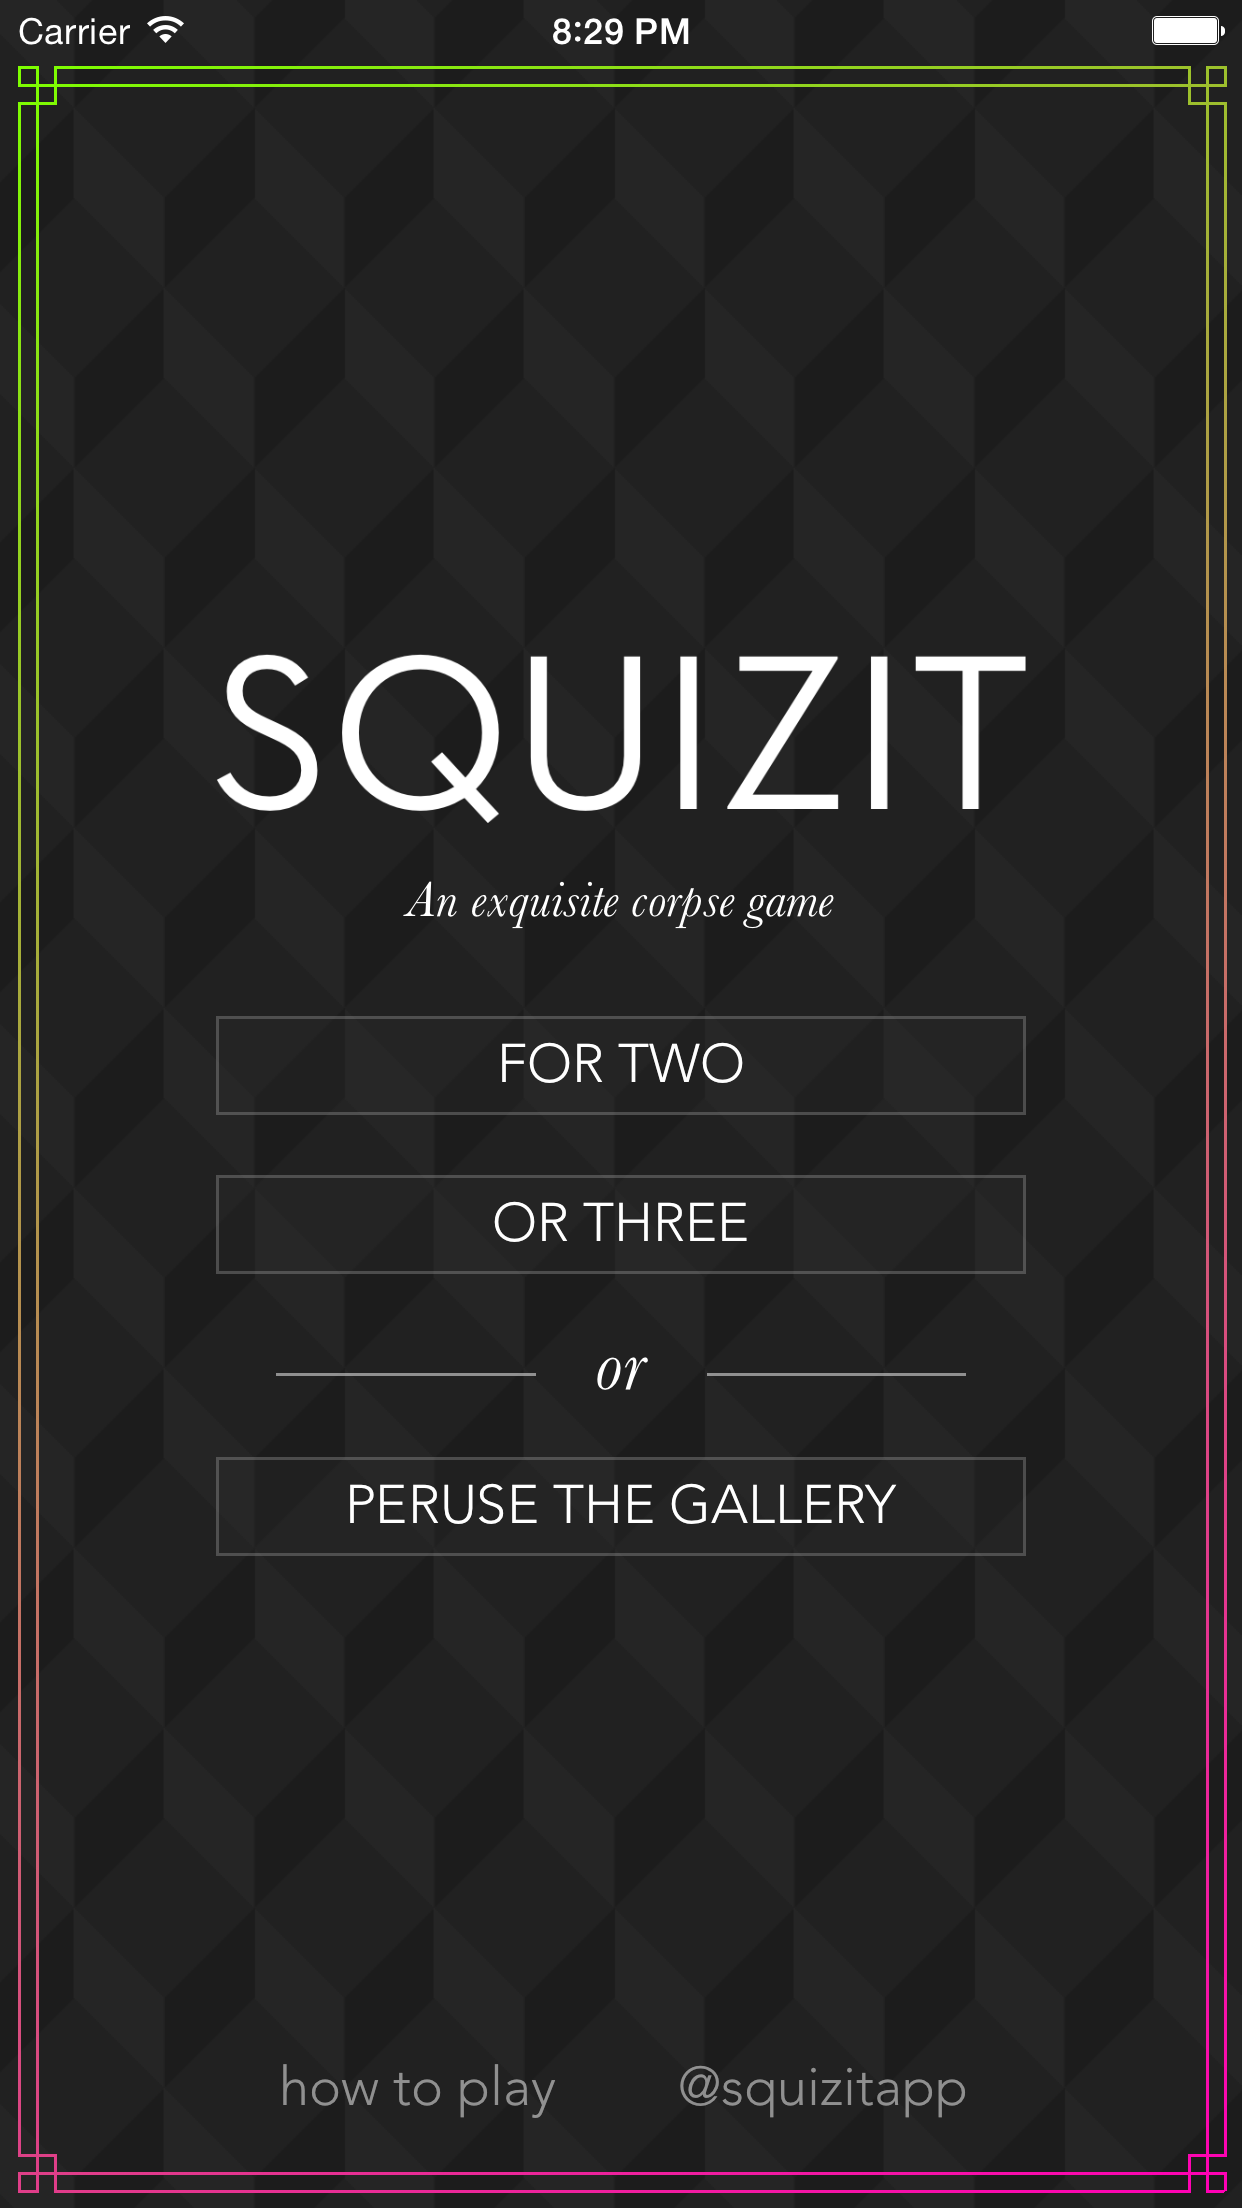 Carrier 8:29 PM
SQUIZIT
An exquisite corpse game
FOR TWO
OR THREE
or
PERUSE THE GALLERY
how to play @squizitapp